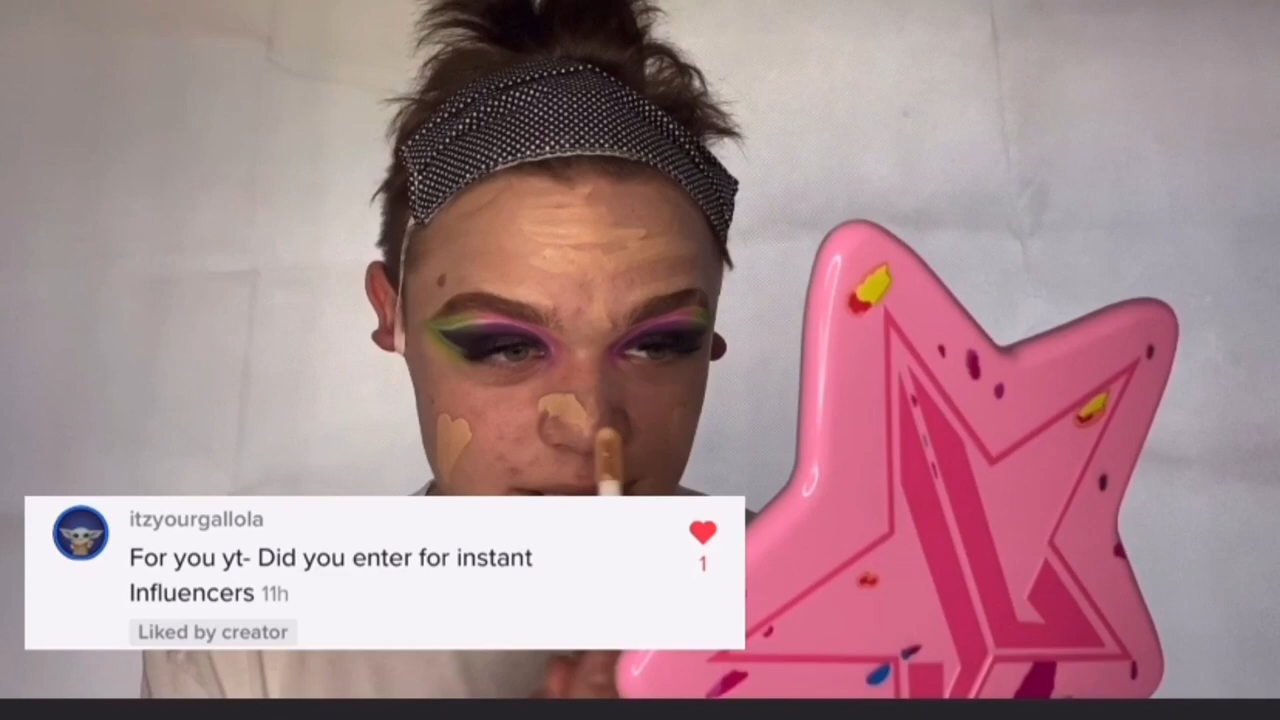 itzyourgallola
For you yt- Did you enter for instant
Influencers 11h
1
Liked by creator